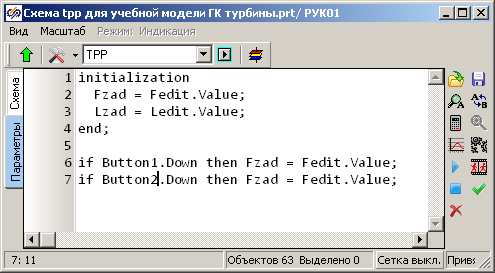 Схема tpp для учебной модели ГК турбины.prt/ РУК01
Вид Масштаб Режим: Индикация
TPP
Схема
Параметры
1 initialization
2 Fzad = Fedit.Value;
3 Lzad = Ledit.Value;
4 end;
5
6 if Button1.Down then Fzad = Fedit.Value;
7 if Button2.Down then Fzad = Fedit.Value;
7: 11 Объектов 63 Выделено 0 Сетка выкл. Привя